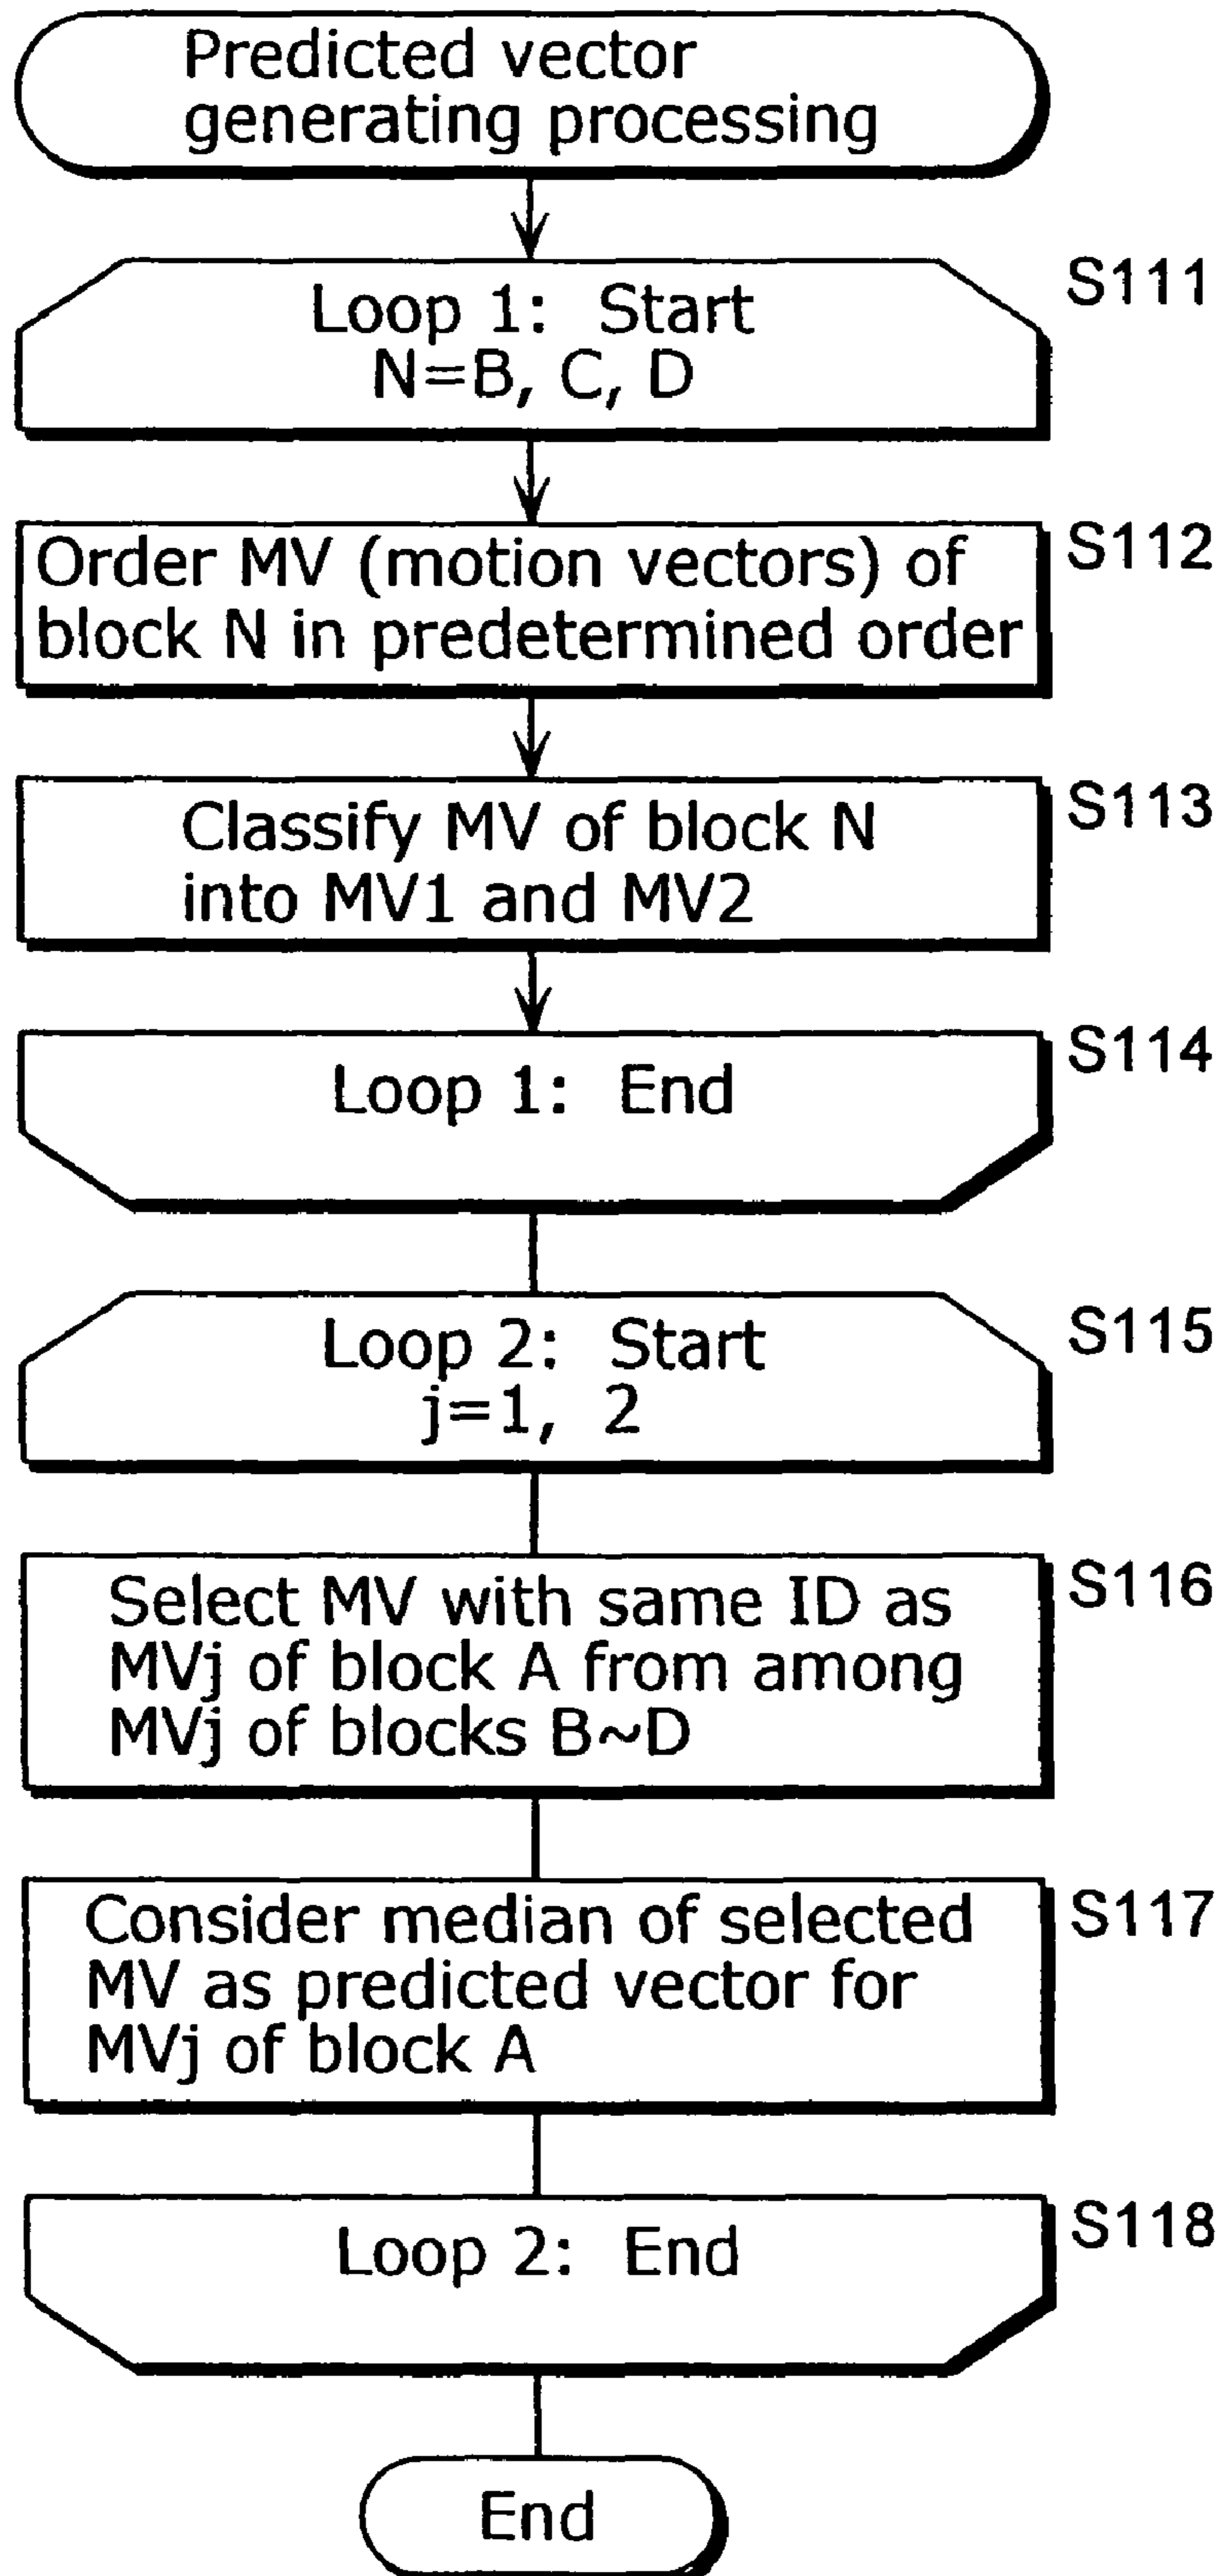 Predicted vector
generating processing
Loop 1: Start
N=B, C, D
S111
Order MV (motion vectors) of
block N in predetermined order
S112
Classify MV of block N
into MV1 and MV2
S113
Loop 1: End
S114
Loop 2: Start
j=1, 2
S115
Select MV with same ID as
MVj of block A from among
MVj of blocks B~D
S116
Consider median of selected
MV as predicted vector for
MVj of block A
S117
Loop 2: End
S118
End